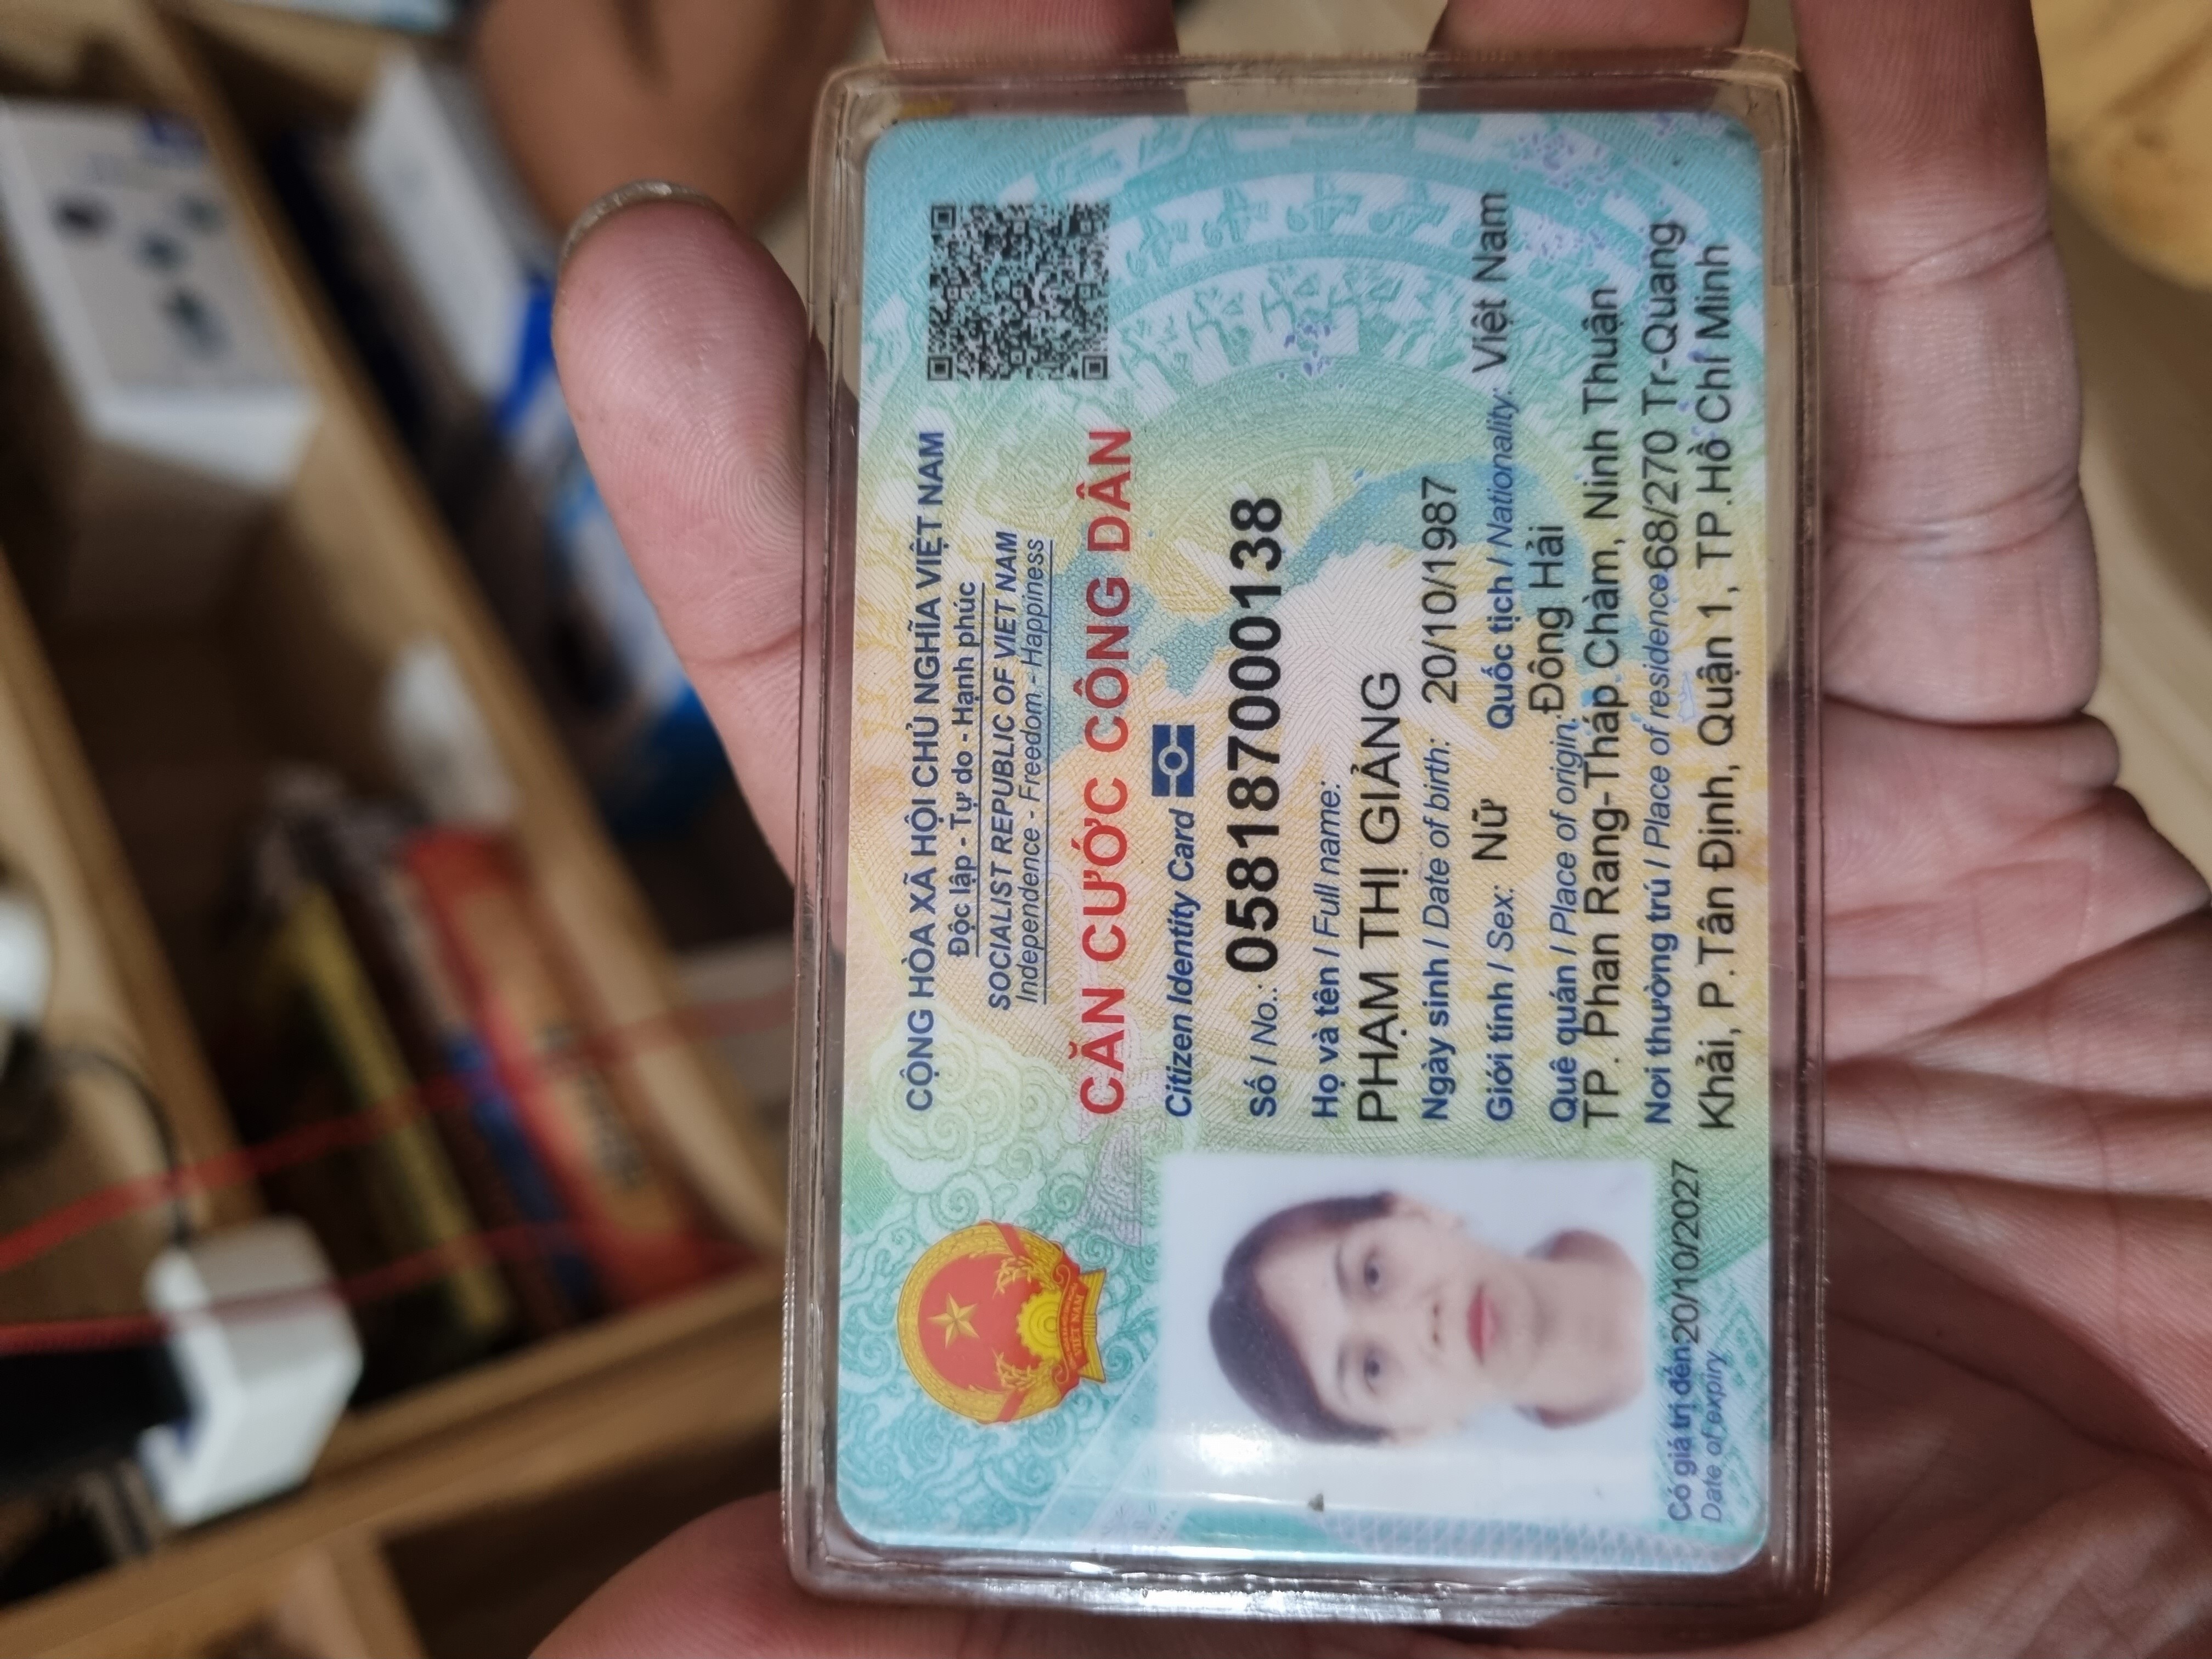 CỘNG HÒA XÃ HỘI CHỦ NGHĨA VIỆT NAM
Độc lập - Tự do - Hạnh phúc
SOCIALIST REPUBLIC OF VIET NAM
Independence - Freedom - Happiness
CĂN CƯỚC CÔNG DÂN
Citizen Identity Card
Số / No.: 058187000138
Họ và tên / Full name:
PHẠM THỊ GIẢNG
Ngày sinh / Date of birth: 20/10/1987
Giới tính / Sex: Nữ Quốc tịch / Nationality: Việt Nam
Quê quán / Place of origin: Đông Hải
TP. Phan Rang-Tháp Chàm, Ninh Thuận
Nơi thường trú / Place of residence 68/270 Tr-Quang
Khải, P.Tân Định, Quận 1, TP.Hồ Chí Minh
Có giá trị đến 20/10/2027
Date of expiry
VIỆT NAM